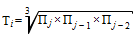 Tᵢ = ∛(Πⱼ × Πⱼ₋₁ × Πⱼ₋₂)